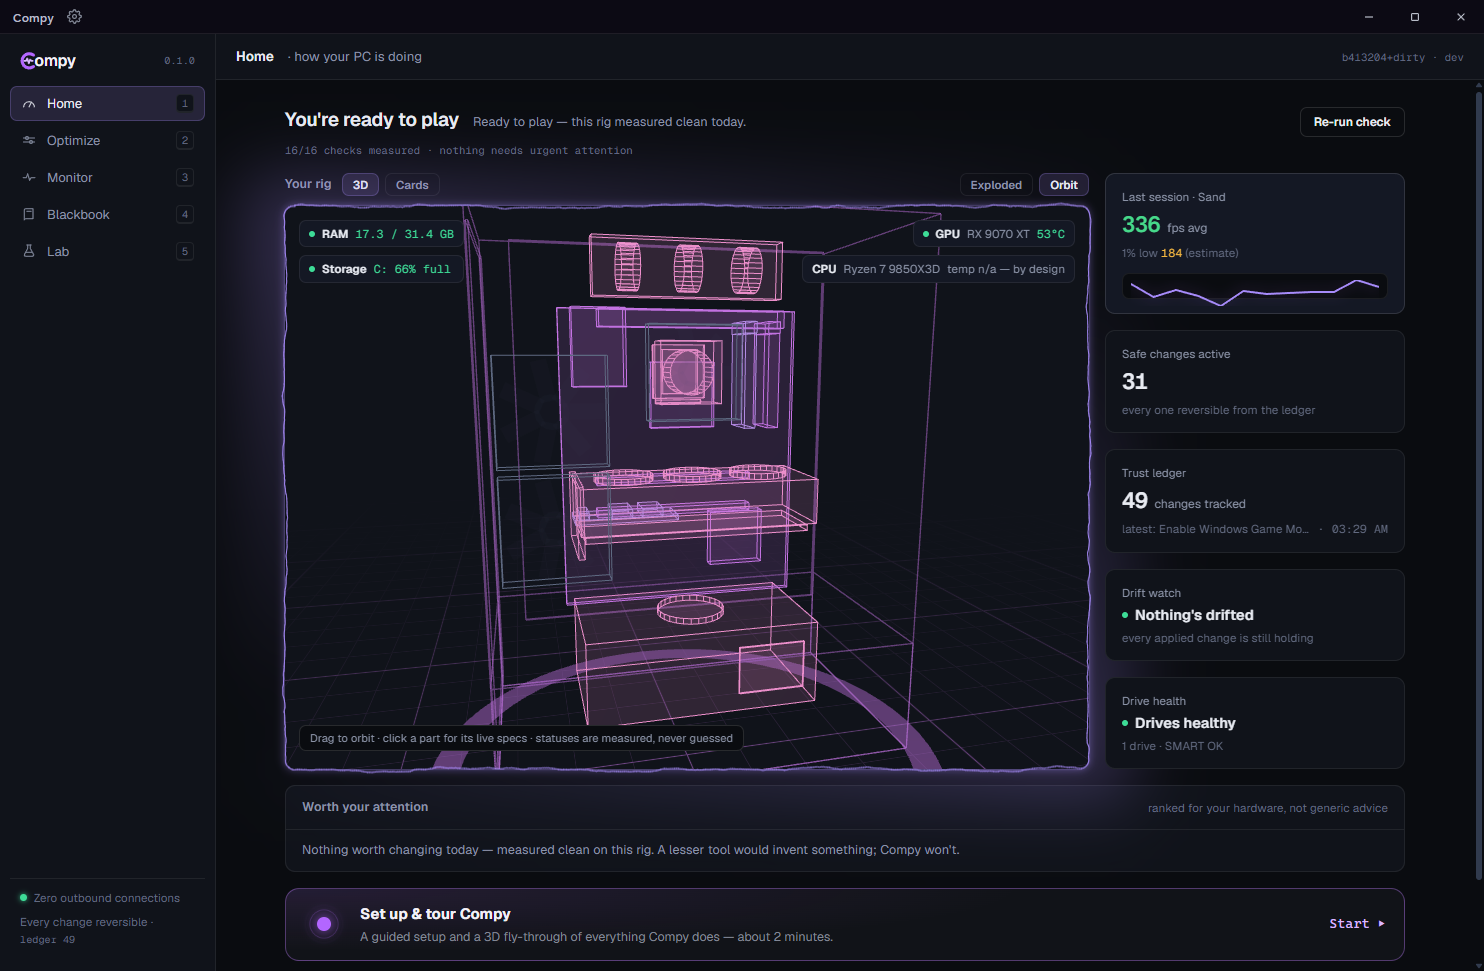 Compy
Compy 0.1.0
Home 1
Optimize 2
Monitor 3
Blackbook 4
Lab 5
Zero outbound connections
Every change reversible ·
ledger 49
Home · how your PC is doing
b413204+dirty · dev
You're ready to play Ready to play — this rig measured clean today.
16/16 checks measured · nothing needs urgent attention
Re-run check
Your rig 3D Cards
Exploded Orbit
RAM 17.3 / 31.4 GB
Storage C: 66% full
GPU RX 9070 XT 53°C
CPU Ryzen 7 9850X3D temp n/a — by design
Drag to orbit · click a part for its live specs · statuses are measured, never guessed
Last session · Sand
336 fps avg
1% low 184 (estimate)
Safe changes active
31
every one reversible from the ledger
Trust ledger
49 changes tracked
latest: Enable Windows Game Mo… · 03:29 AM
Drift watch
Nothing's drifted
every applied change is still holding
Drive health
Drives healthy
1 drive · SMART OK
Worth your attention
ranked for your hardware, not generic advice
Nothing worth changing today — measured clean on this rig. A lesser tool would invent something; Compy won't.
Set up & tour Compy
A guided setup and a 3D fly-through of everything Compy does — about 2 minutes.
Start ▸